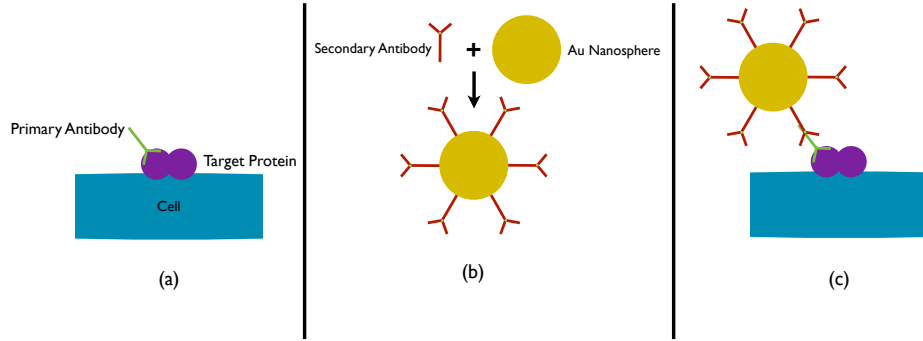 Primary Antibody
Target Protein
Cell
(a)
Secondary Antibody
+
Au Nanosphere
(b)
(c)